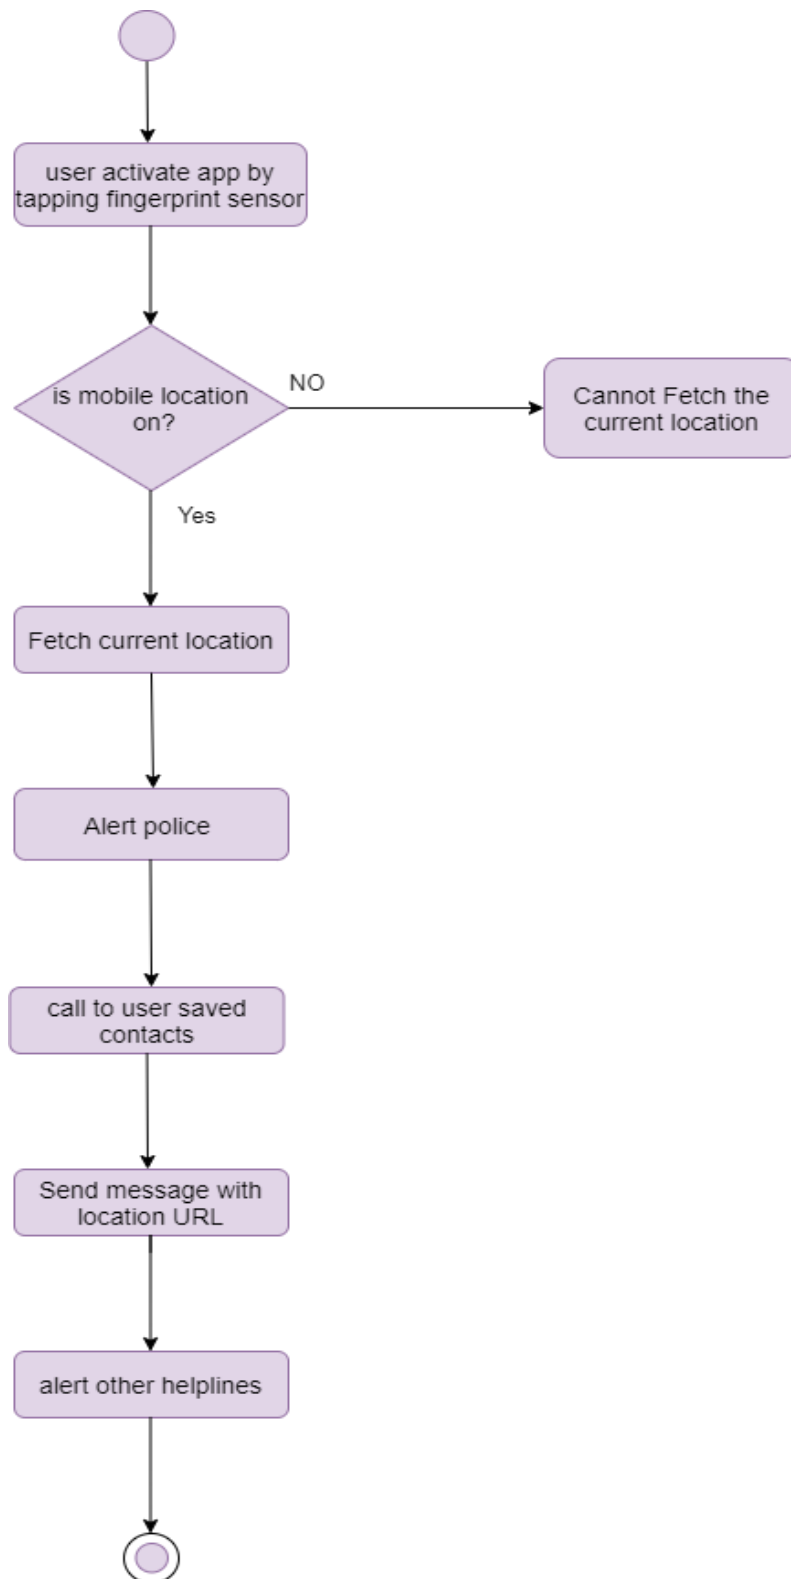 user activate app by
tapping fingerprint sensor
is mobile location
on?
NO
Cannot Fetch the
current location
Yes
Fetch current location
Alert police
call to user saved
contacts
Send message with
location URL
alert other helplines